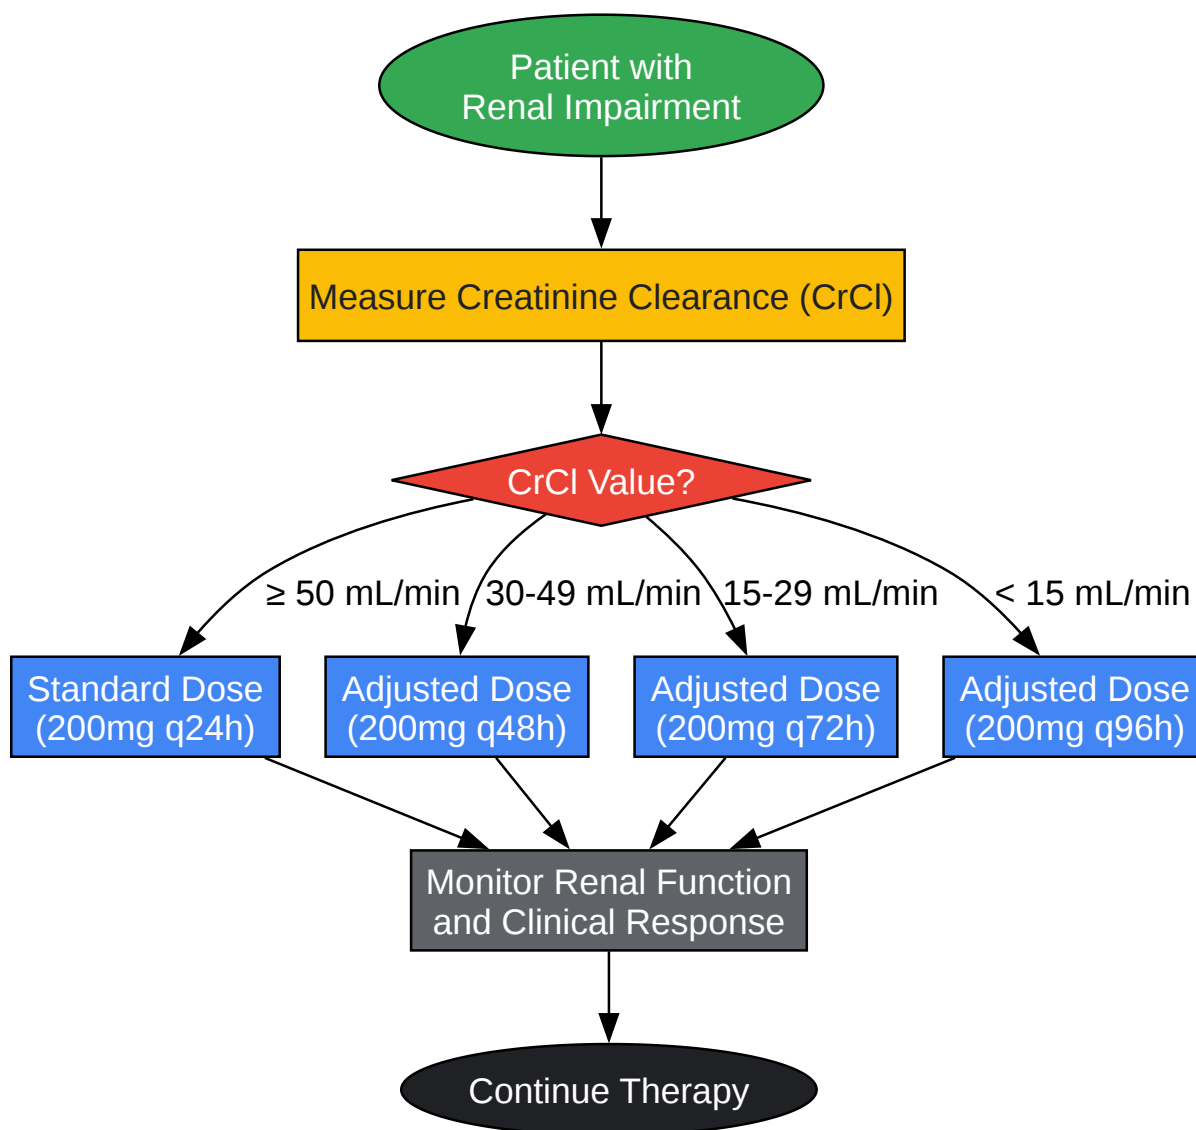 Patient with
Renal Impairment
Measure Creatinine Clearance (CrCl)
CrCl Value?
≥ 50 mL/min
30-49 mL/min
15-29 mL/min
< 15 mL/min
Standard Dose
(200mg q24h)
Adjusted Dose
(200mg q48h)
Adjusted Dose
(200mg q72h)
Adjusted Dose
(200mg q96h)
Monitor Renal Function
and Clinical Response
Continue Therapy